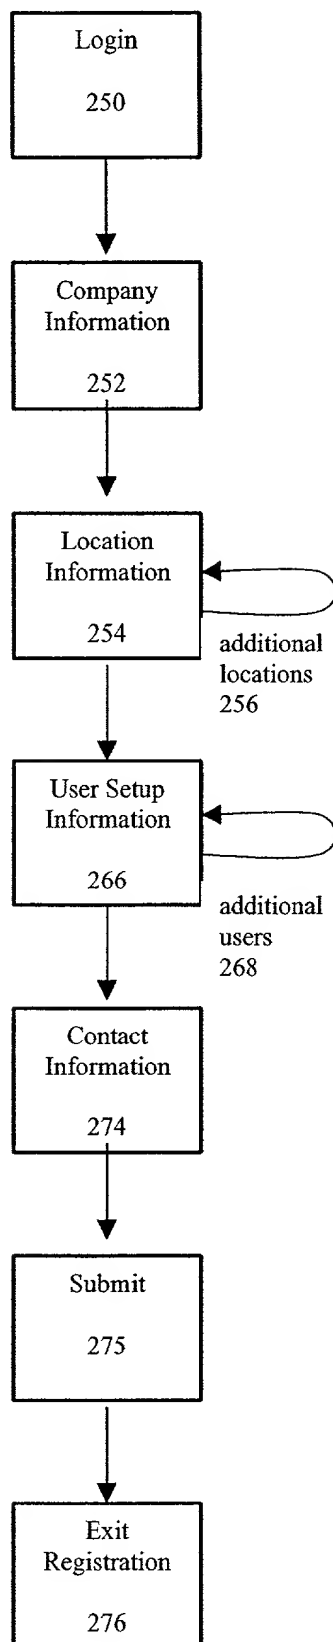 Login
250
Company
Information
252
Location
Information
254
additional
locations
256
User Setup
Information
266
additional
users
268
Contact
Information
274
Submit
275
Exit
Registration
276